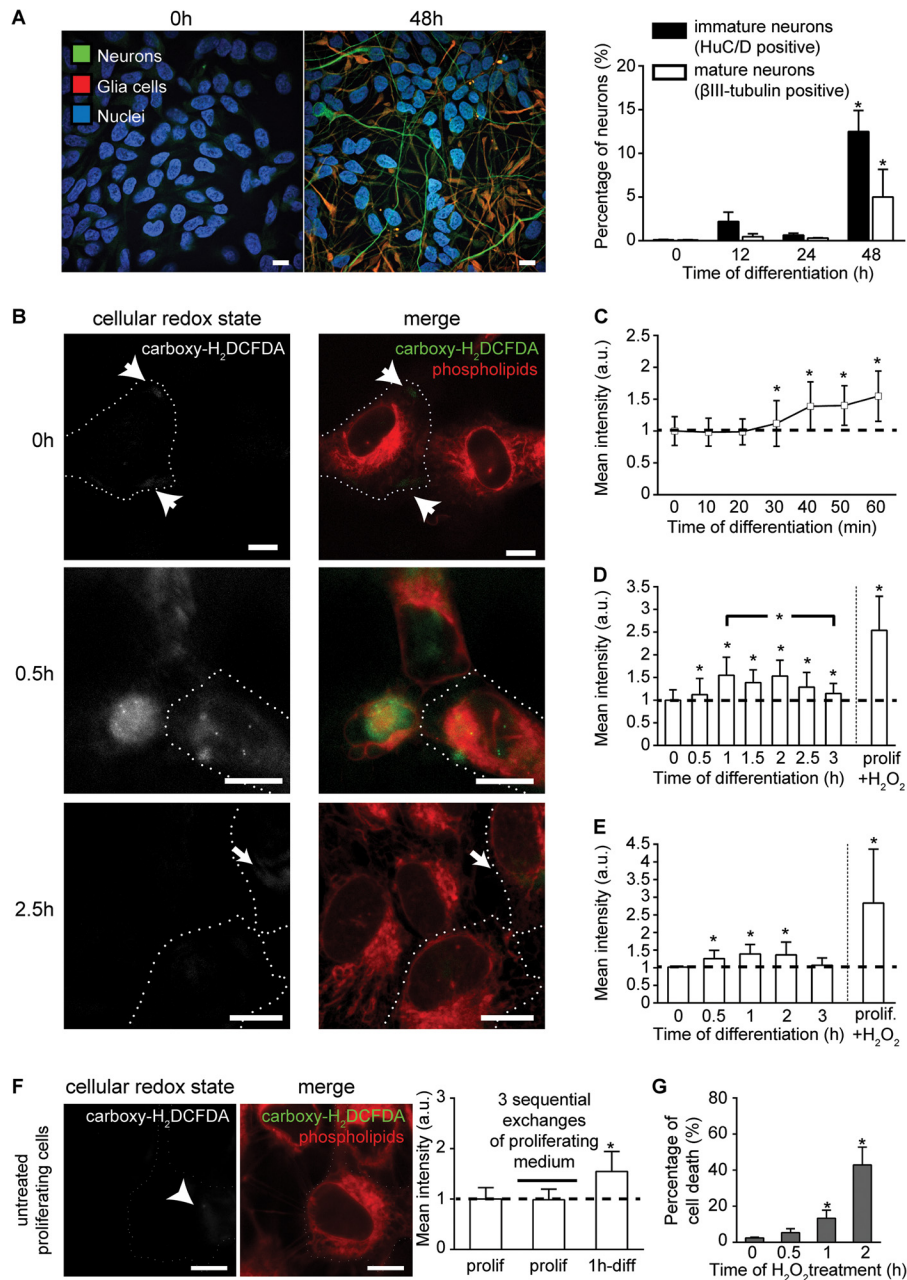 A
0h
48h
Neurons
Glia cells
Nuclei
immature neurons
(HuC/D positive)
mature neurons
(βIII-tubulin positive)
Percentage of neurons (%)
20
15
10
5
0
*
*
0
12
24
48
Time of differentiation (h)
B
cellular redox state
merge
carboxy-H₂DCFDA
carboxy-H₂DCFDA
phospholipids
0h
0.5h
2.5h
C
Mean intensity (a.u.)
2.5
2
1.5
1
0.5
0
* * * *
0 10 20 30 40 50 60
Time of differentiation (min)
D
Mean intensity (a.u.)
3.5
3
2.5
2
1.5
1
0.5
0
*
* * * * * *
*
0 0.5 1 1.5 2 2.5 3
Time of differentiation (h)
prolif
+H₂O₂
E
Mean intensity (a.u.)
4.5
3.5
2.5
2
1.5
1
0.5
0
* * *
*
0 0.5 1 2 3
Time of differentiation (h)
prolif.
+H₂O₂
F
cellular redox state
merge
untreated
proliferating cells
carboxy-H₂DCFDA
carboxy-H₂DCFDA
phospholipids
Mean intensity (a.u.)
3
2
1
0
3 sequential
exchanges
of proliferating
medium
*
prolif
prolif
1h-diff
G
Percentage of
cell death (%)
80
60
40
20
0
*
*
0 0.5 1 2
Time of H₂O₂treatment (h)